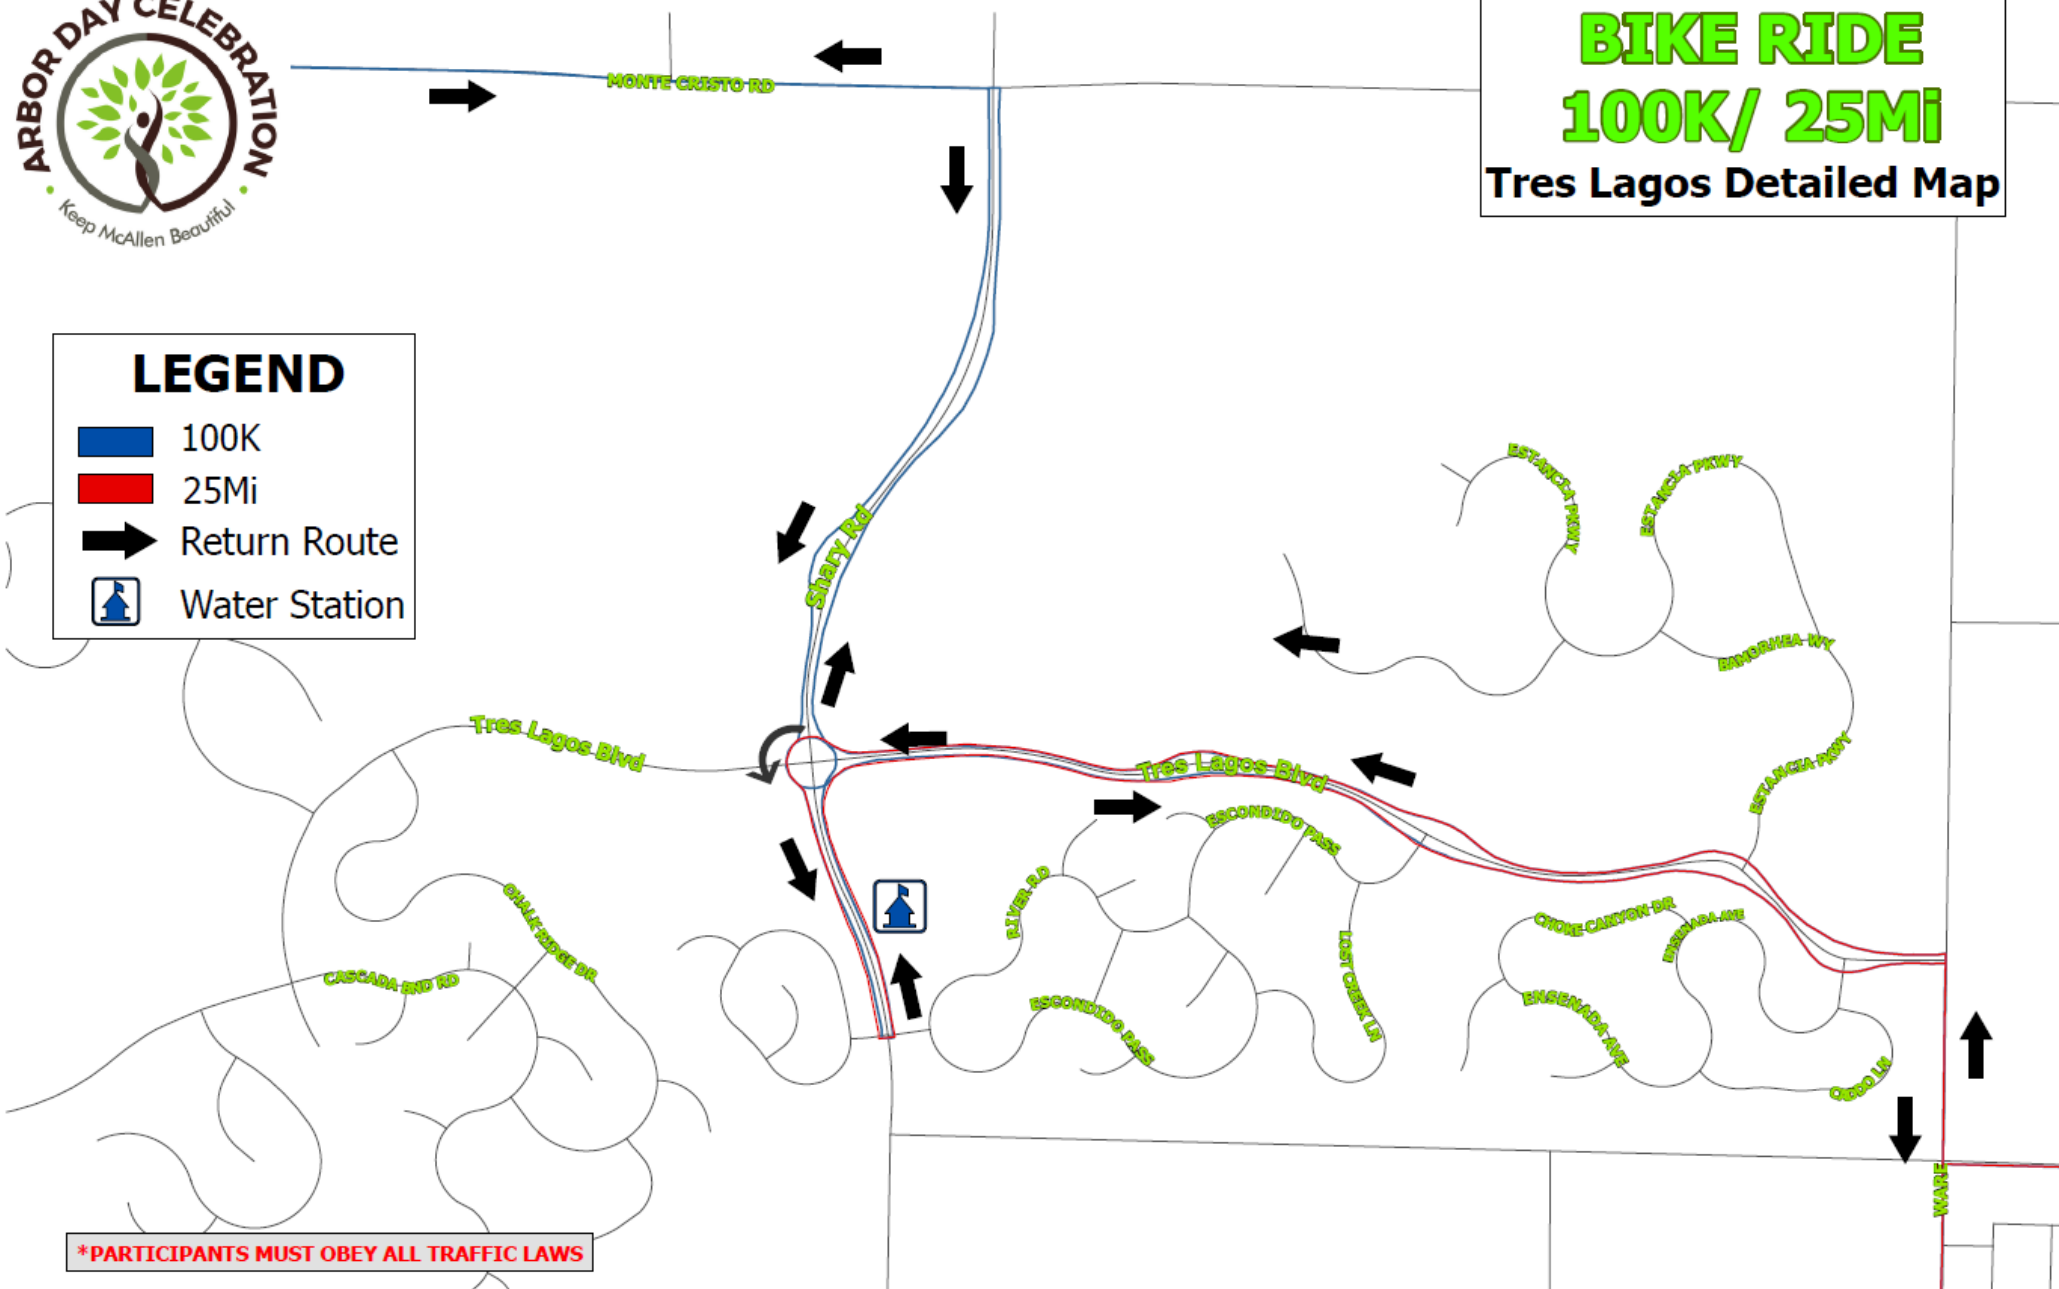 ARBOR DAY CELEBRATION
Keep McAllen Beautiful
BIKE RIDE
100K/ 25Mi
Tres Lagos Detailed Map
MONTE CRISTO RD
LEGEND
100K
25Mi
Return Route
Water Station
Shary Rd
ESTANCIA PKWY
ESTANCIA PKWY
BAMORHEA WY
ESTANCIA PKWY
Tres Lagos Blvd
Tres Lagos Blvd
ESCONDIDO PASS
RIVER RD
CHALK RIDGE DR
CASCADA BND RD
ESCONDIDO PASS
LOST CREEK LN
CHOKE CANYON DR
ENSENADA AVE
ENSENADA AVE
CADDO LN
WARE
*PARTICIPANTS MUST OBEY ALL TRAFFIC LAWS